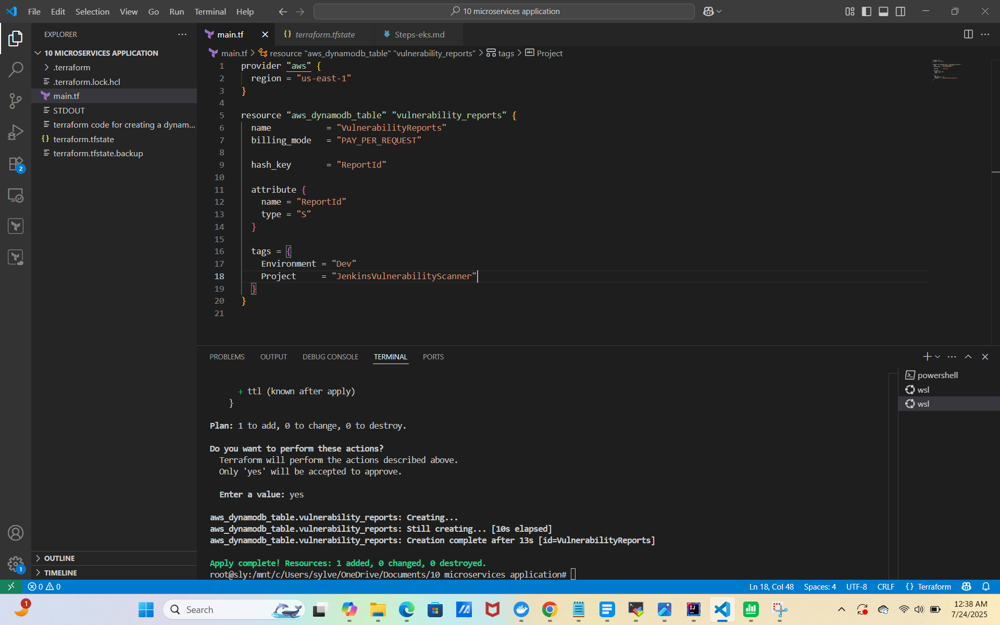 File Edit Selection View Go Run Terminal Help
10 microservices application
EXPLORER
10 MICROSERVICES APPLICATION
.terraform
.terraform.lock.hcl
main.tf
STDOUT
terraform code for creating a dynam...
terraform.tfstate
terraform.tfstate.backup
OUTLINE
TIMELINE
2
1
main.tf
terraform.tfstate
Steps-eks.md
main.tf > resource "aws_dynamodb_table" "vulnerability_reports" > tags > Project
1 provider "aws" {
2 region = "us-east-1"
3 }
4
5 resource "aws_dynamodb_table" "vulnerability_reports" {
6 name = "VulnerabilityReports"
7 billing_mode = "PAY_PER_REQUEST"
8
9 hash_key = "ReportId"
10
11 attribute {
12 name = "ReportId"
13 type = "S"
14 }
15
16 tags = {
17 Environment = "Dev"
18 Project = "JenkinsVulnerabilityScanner"
19 }
20 }
21
PROBLEMS OUTPUT DEBUG CONSOLE TERMINAL PORTS
+ ttl (known after apply)
}
Plan: 1 to add, 0 to change, 0 to destroy.
Do you want to perform these actions?
Terraform will perform the actions described above.
Only 'yes' will be accepted to approve.
Enter a value: yes
aws_dynamodb_table.vulnerability_reports: Creating...
aws_dynamodb_table.vulnerability_reports: Still creating... [10s elapsed]
aws_dynamodb_table.vulnerability_reports: Creation complete after 13s [id=VulnerabilityReports]
Apply complete! Resources: 1 added, 0 changed, 0 destroyed.
root@sly:/mnt/c/Users/sylve/OneDrive/Documents/10 microservices application#
powershell
wsl
wsl
0 0
Ln 18, Col 48 Spaces: 4 UTF-8 CRLF {} Terraform
1
Search
IJ
12:38 AM
7/24/2025